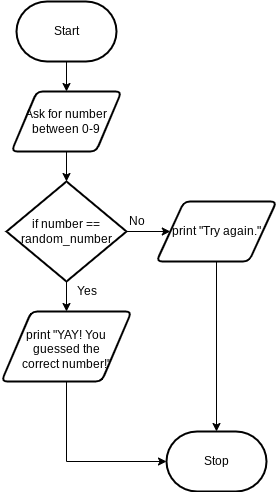 Start
Ask for number
between 0-9
if number ==
random_number
No
print "Try again."
Yes
print "YAY! You
guessed the
correct number!"
Stop